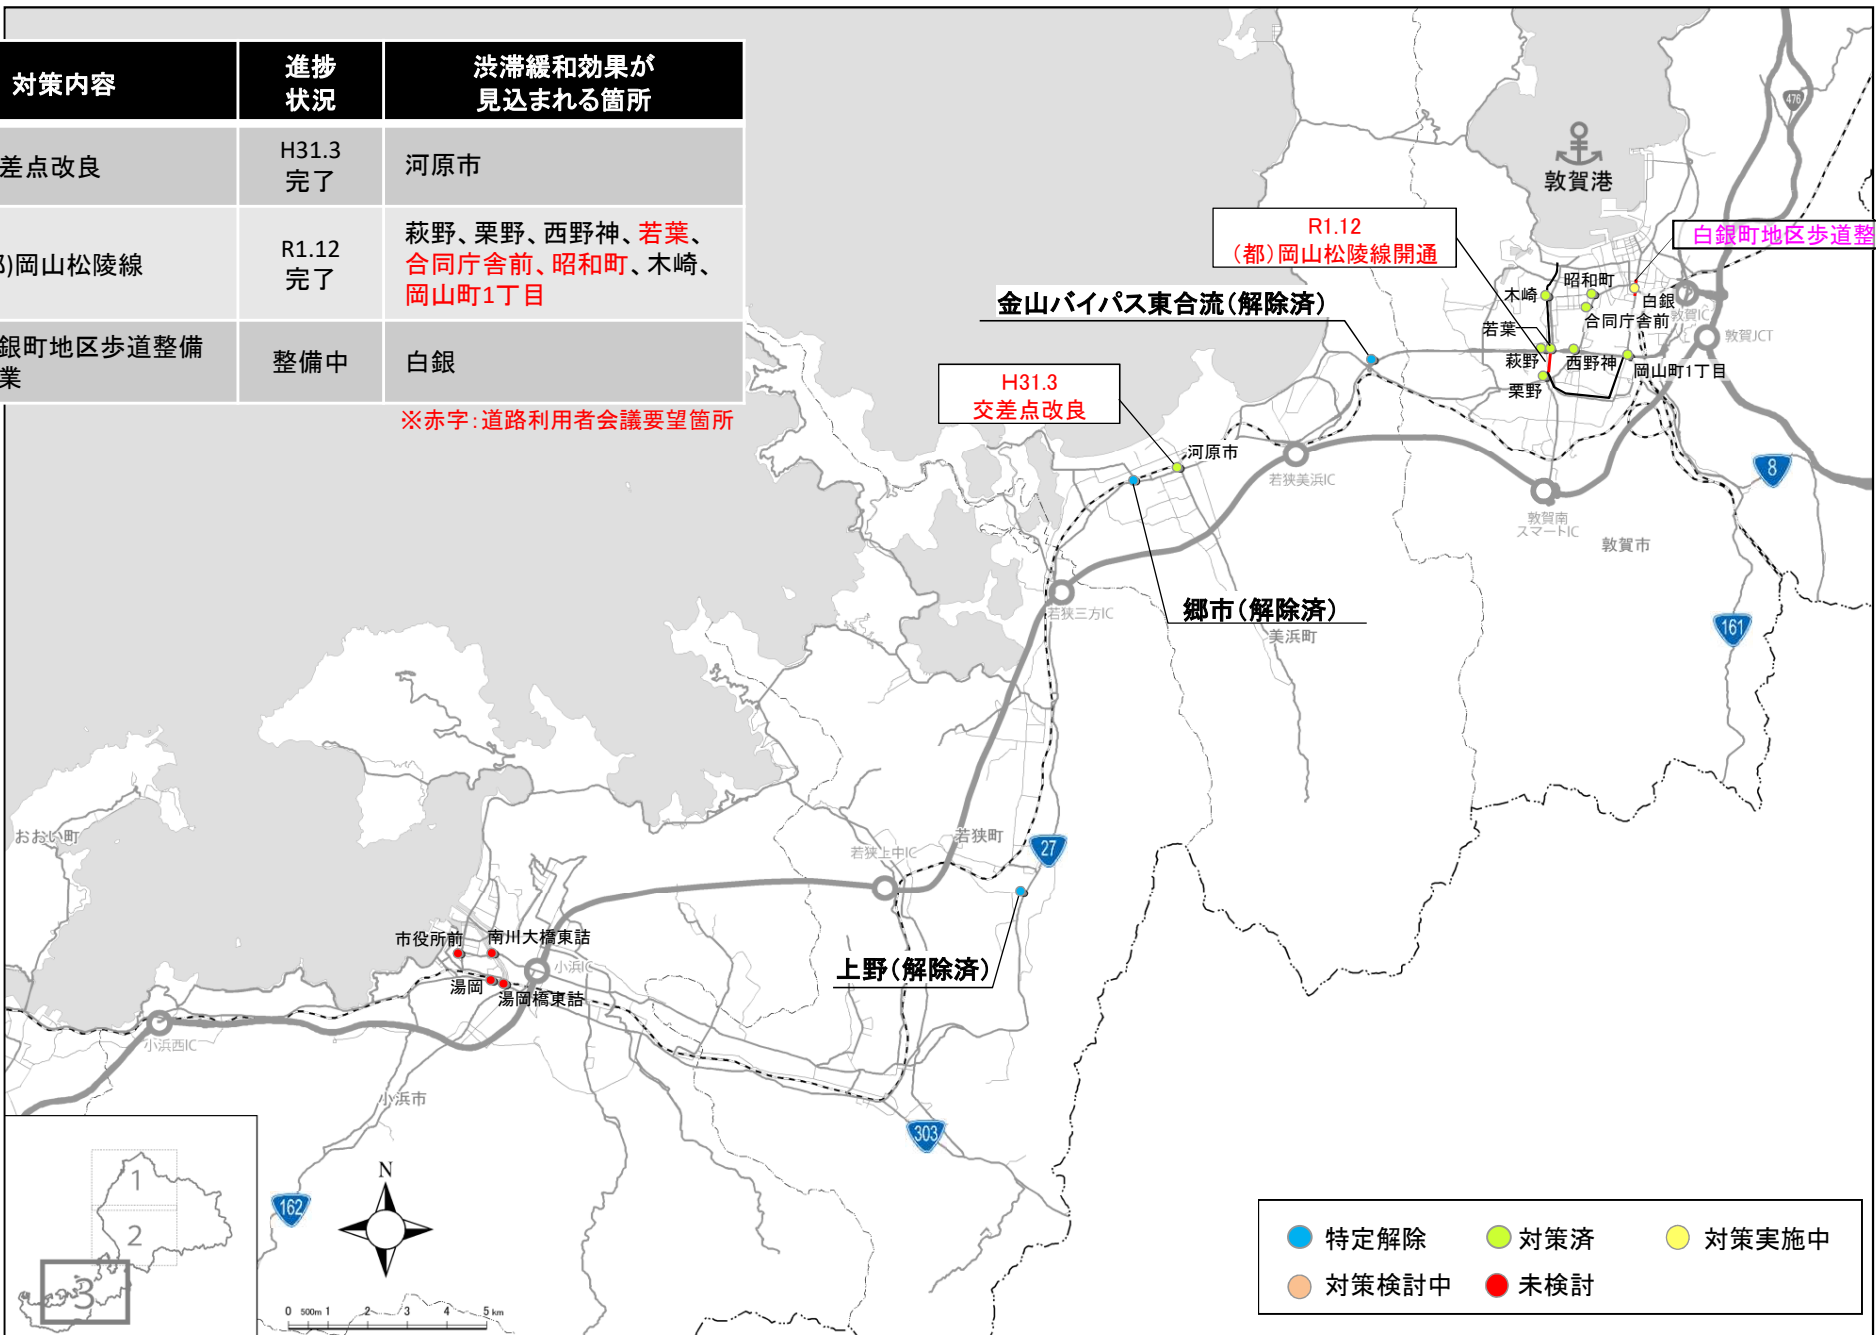 対策内容
進捗
状況
渋滞緩和効果が
見込まれる箇所
差点改良
H31.3
完了
河原市
)岡山松陵線
R1.12
完了
萩野、栗野、西野神、若葉、
合同庁舎前、昭和町、木崎、
岡山町1丁目
銀町地区歩道整備
業
整備中
白銀
※赤字:道路利用者会議要望箇所
476
敦賀港
R1.12
(都)岡山松陵線開通
白銀町地区歩道整
金山バイパス東合流(解除済)
木崎
昭和町
白銀
合同庁舎前
敦賀IC
若葉
敦賀JCT
萩野
西野神
岡山町1丁目
栗野
H31.3
交差点改良
河原市
若狭美浜IC
8
敦賀南
スマートIC
敦賀市
若狭三方IC
郷市(解除済)
美浜町
161
おおい町
若狭町
若狭上中IC
27
市役所前
南川大橋東詰
小浜IC
上野(解除済)
湯岡
湯岡橋東詰
小浜西IC
小浜市
303
162
1
2
3
N
0 500m 1 2 3 4 5 km
特定解除
対策済
対策実施中
対策検討中
未検討